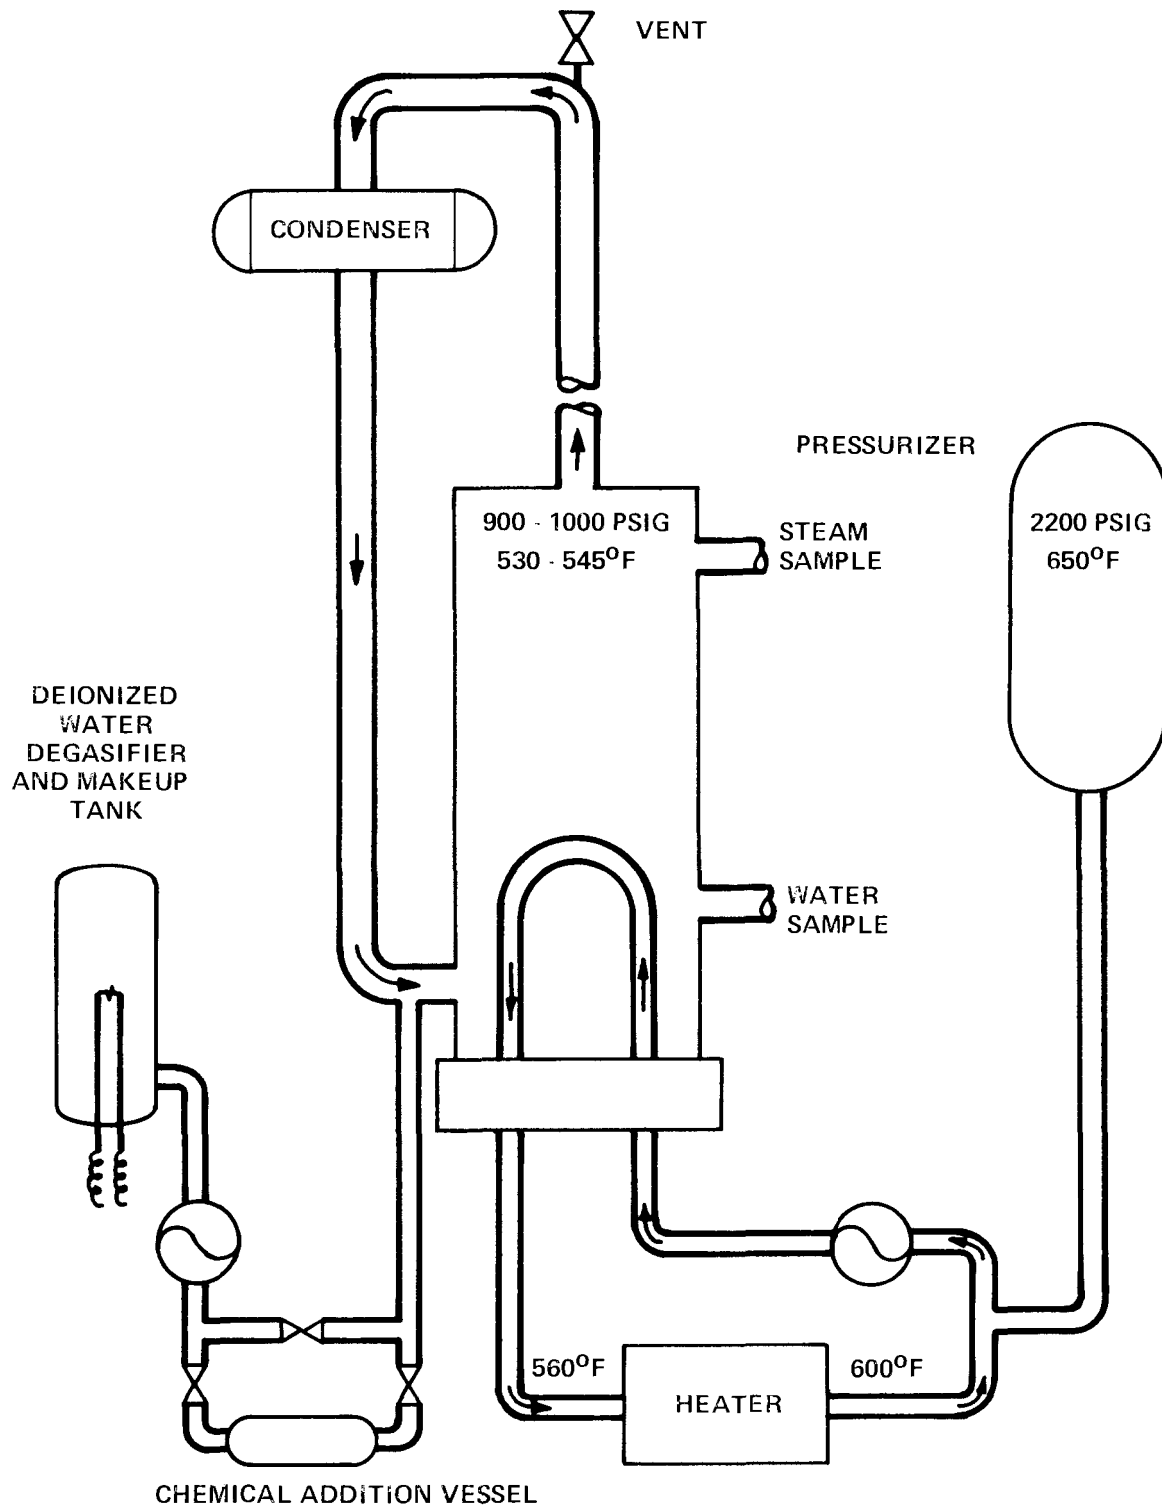 VENT
CONDENSER
PRESSURIZER
900 - 1000 PSIG
530 - 545°F
STEAM
SAMPLE
2200 PSIG
650°F
DEIONIZED
WATER
DEGASIFIER
AND MAKEUP
TANK
WATER
SAMPLE
560°F
600°F
HEATER
CHEMICAL ADDITION VESSEL